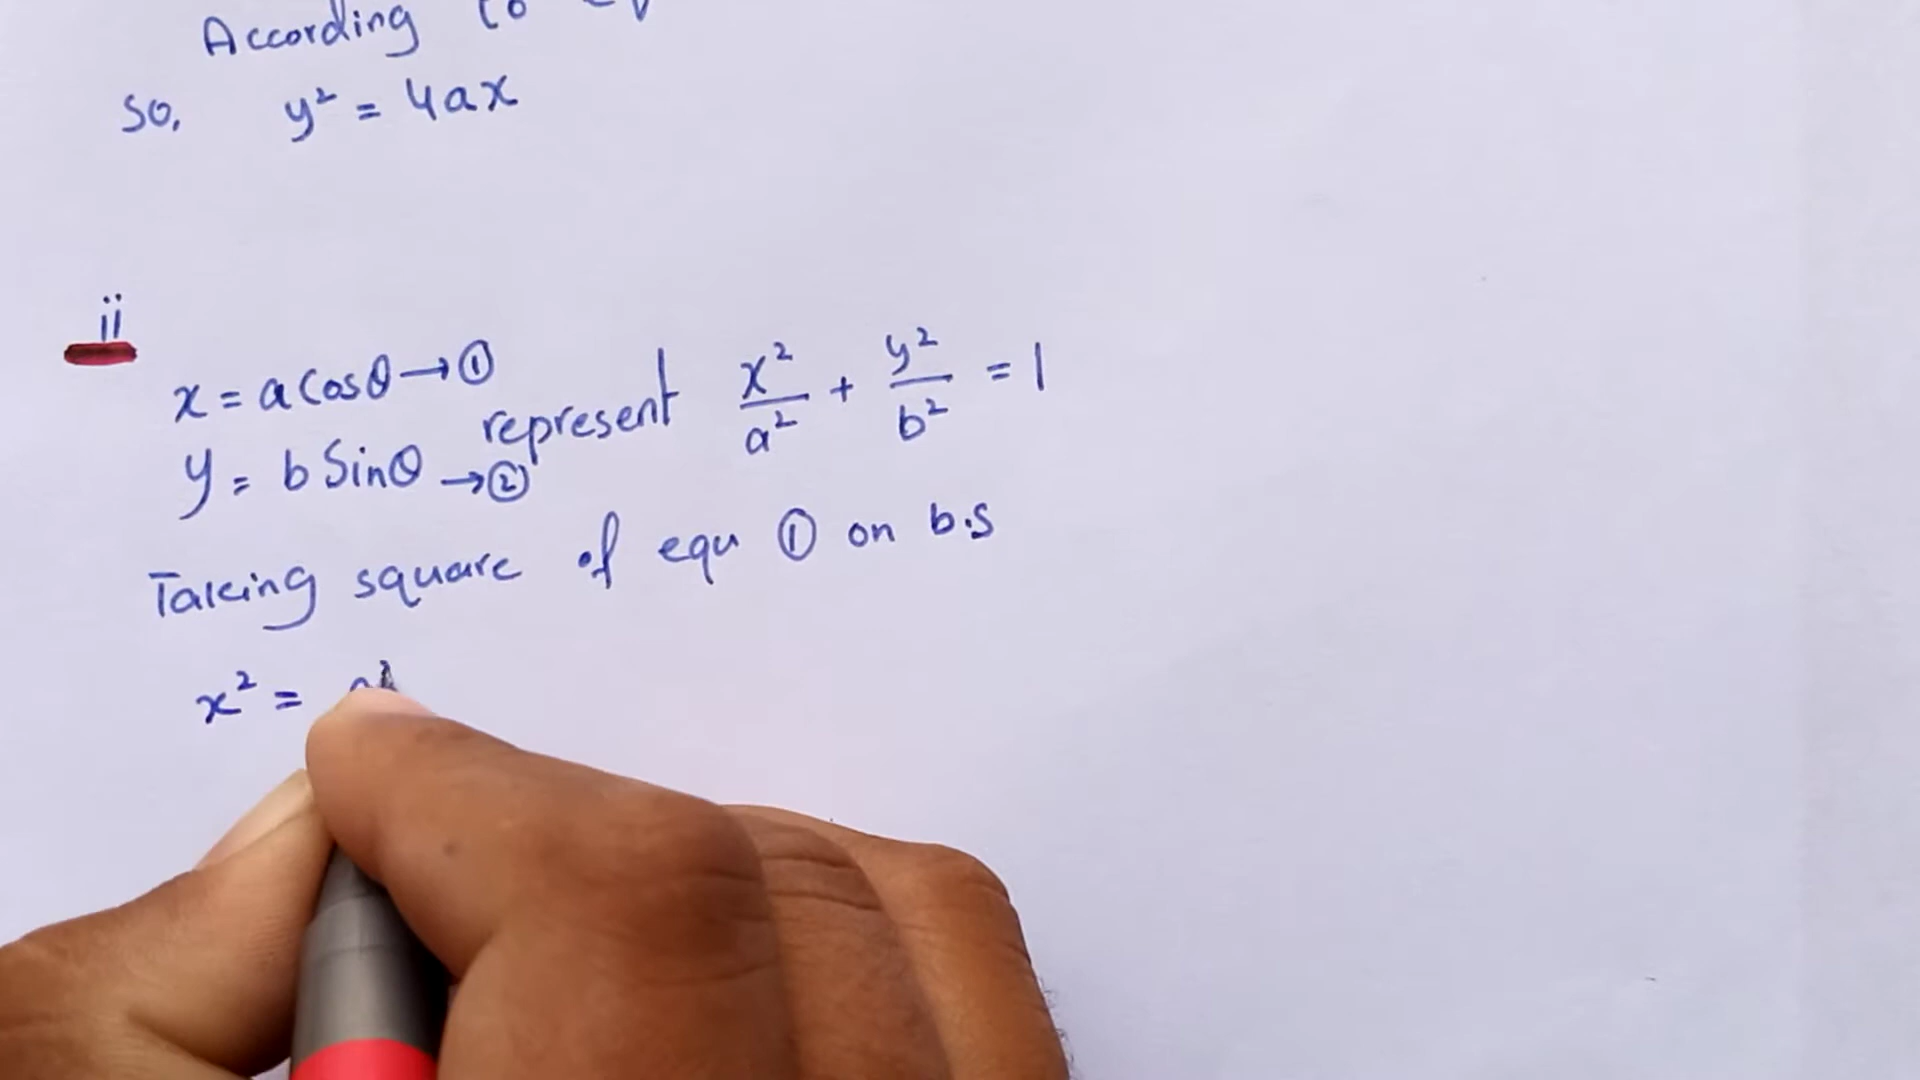 According to
So, y² = 4ax
ii
x = a Cosθ → ①
represent x²/a² + y²/b² = 1
y = b Sinθ → ②
Taking square of equ ① on b.s
x² =